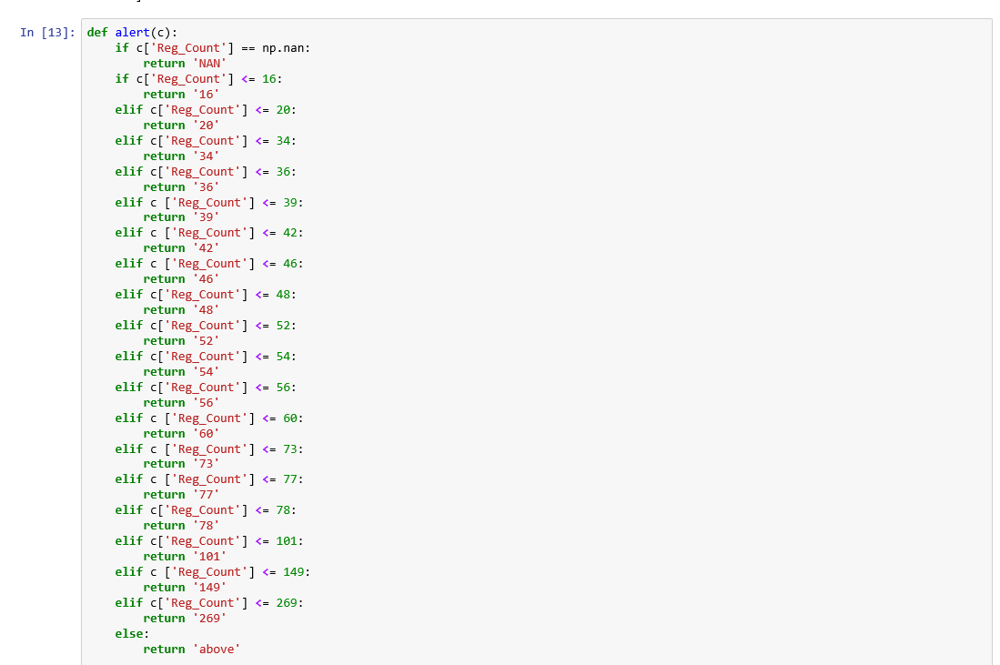 In [13]: def alert(c):
    if c['Reg_Count'] == np.nan:
        return 'NAN'
    if c['Reg_Count'] <= 16:
        return '16'
    elif c['Reg_Count'] <= 20:
        return '20'
    elif c['Reg_Count'] <= 34:
        return '34'
    elif c['Reg_Count'] <= 36:
        return '36'
    elif c ['Reg_Count'] <= 39:
        return '39'
    elif c ['Reg_Count'] <= 42:
        return '42'
    elif c ['Reg_Count'] <= 46:
        return '46'
    elif c['Reg_Count'] <= 48:
        return '48'
    elif c['Reg_Count'] <= 52:
        return '52'
    elif c['Reg_Count'] <= 54:
        return '54'
    elif c['Reg_Count'] <= 56:
        return '56'
    elif c ['Reg_Count'] <= 60:
        return '60'
    elif c ['Reg_Count'] <= 73:
        return '73'
    elif c ['Reg_Count'] <= 77:
        return '77'
    elif c['Reg_Count'] <= 78:
        return '78'
    elif c['Reg_Count'] <= 101:
        return '101'
    elif c ['Reg_Count'] <= 149:
        return '149'
    elif c['Reg_Count'] <= 269:
        return '269'
    else:
        return 'above'